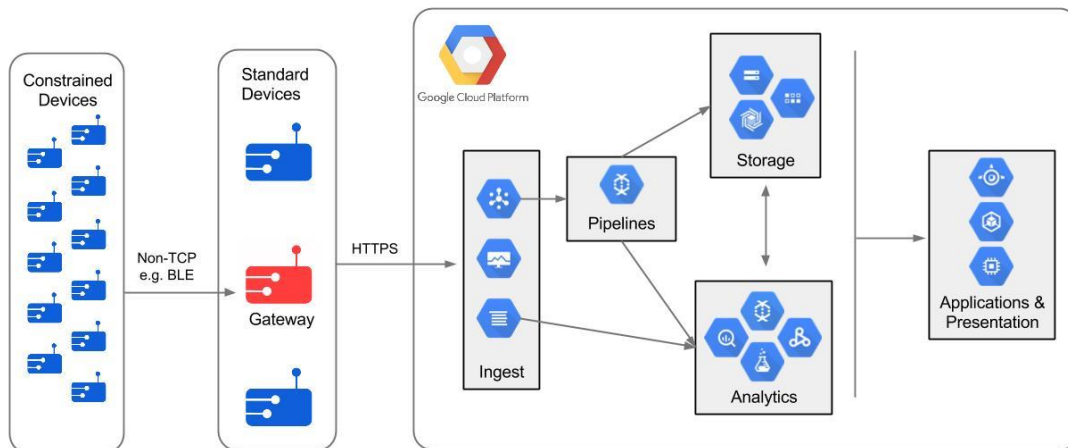 Constrained
Devices
Non-TCP
e.g. BLE
Standard
Devices
Gateway
HTTPS
Google Cloud Platform
Ingest
Pipelines
Storage
Analytics
Applications &
Presentation